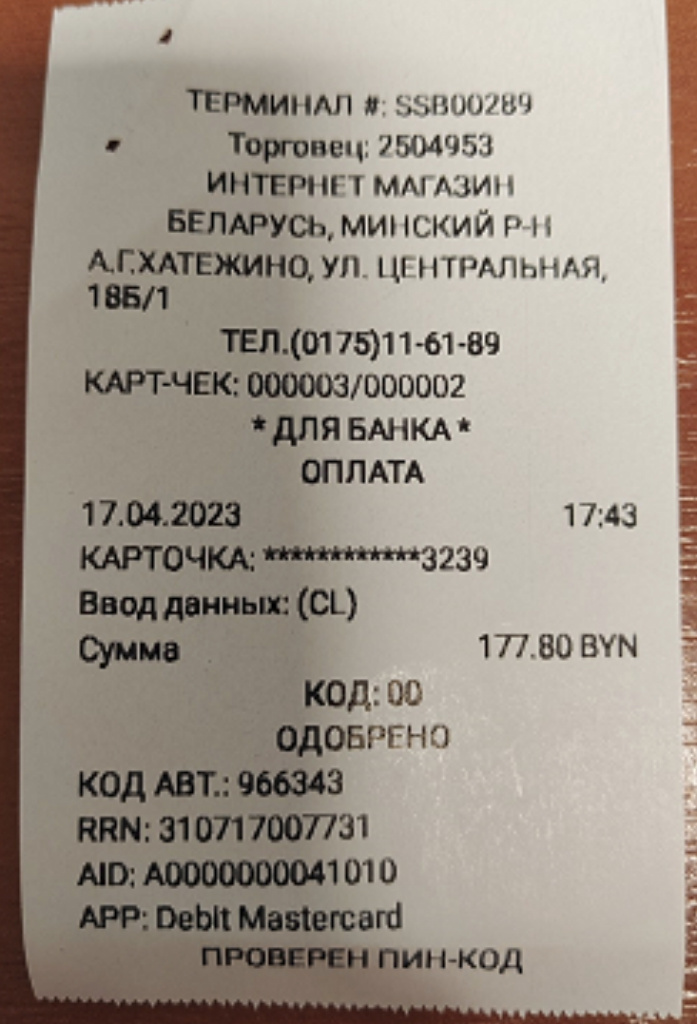 ТЕРМИНАЛ #: SSB00289
Торговец: 2504953
ИНТЕРНЕТ МАГАЗИН
БЕЛАРУСЬ, МИНСКИЙ Р-Н
А.Г.ХАТЕЖИНО, УЛ. ЦЕНТРАЛЬНАЯ,
18Б/1
ТЕЛ.(0175)11-61-89
КАРТ-ЧЕК: 000003/000002
* ДЛЯ БАНКА *
ОПЛАТА
17.04.2023 17:43
КАРТОЧКА: ************3239
Ввод данных: (CL)
Сумма 177.80 BYN
КОД: 00
ОДОБРЕНО
КОД АВТ.: 966343
RRN: 310717007731
AID: A0000000041010
APP: Debit Mastercard
ПРОВЕРЕН ПИН-КОД